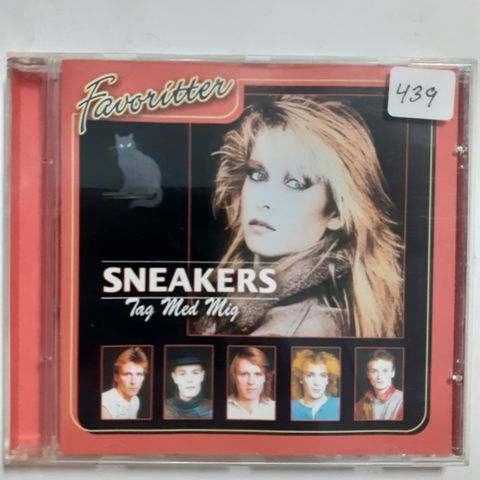 Favoritter
439
SNEAKERS
Tag Med Mig